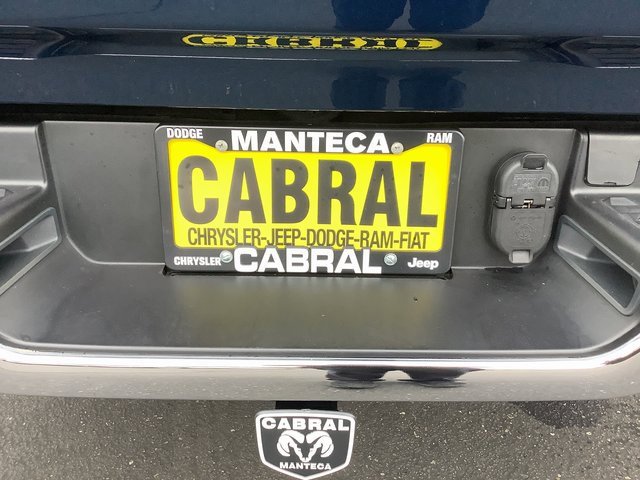 DODGE MANTECA RAM
CABRAL
CHRYSLER-JEEP-DODGE-RAM-FIAT
CHRYSLER CABRAL Jeep
CABRAL
MANTECA